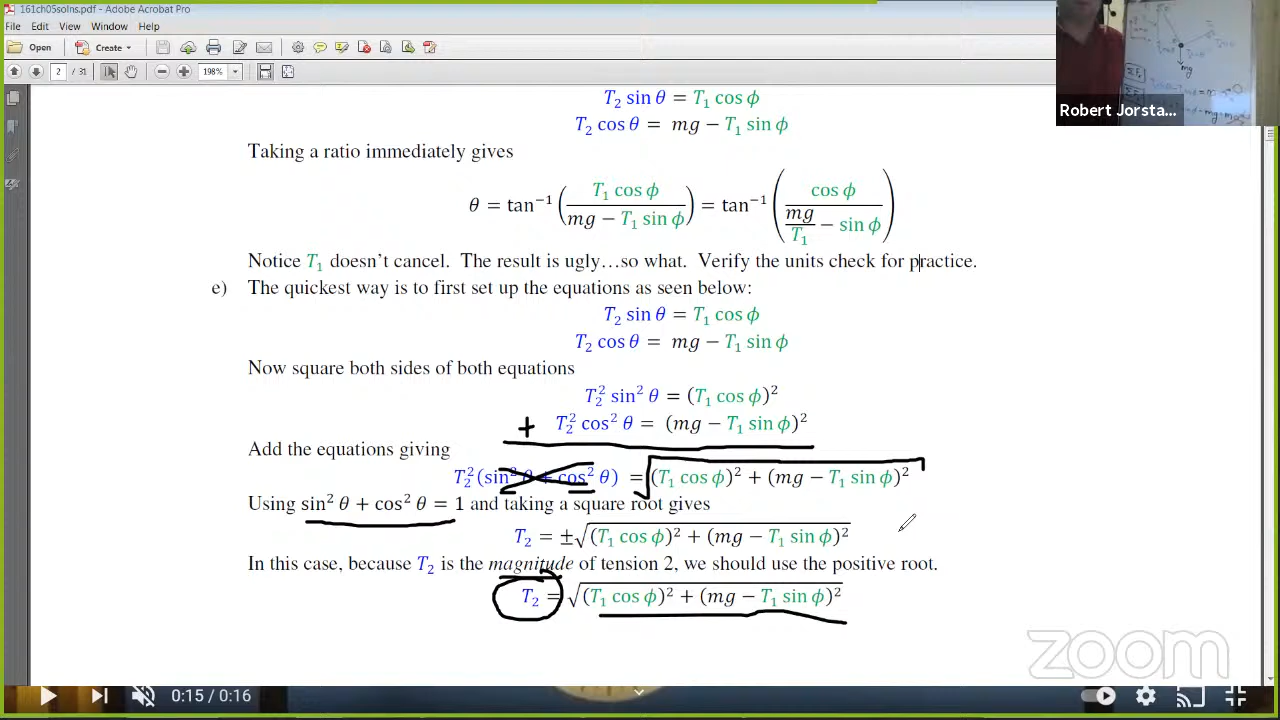 161ch05solns.pdf - Adobe Acrobat Pro
File Edit View Window Help
Open Create
2 / 31 198%
T₂ sin θ = T₁ cos ϕ
T₂ cos θ = mg − T₁ sin ϕ
Taking a ratio immediately gives
θ = tan⁻¹ (T₁ cos ϕ / (mg − T₁ sin ϕ)) = tan⁻¹ (cos ϕ / (mg/T₁ − sin ϕ))
Notice T₁ doesn't cancel. The result is ugly…so what. Verify the units check for practice.
e) The quickest way is to first set up the equations as seen below:
T₂ sin θ = T₁ cos ϕ
T₂ cos θ = mg − T₁ sin ϕ
Now square both sides of both equations
T₂² sin² θ = (T₁ cos ϕ)²
+ T₂² cos² θ = (mg − T₁ sin ϕ)²
Add the equations giving
T₂²(sin² θ + cos² θ) = √(T₁ cos ϕ)² + (mg − T₁ sin ϕ)²
Using sin² θ + cos² θ = 1 and taking a square root gives
T₂ = ±√(T₁ cos ϕ)² + (mg − T₁ sin ϕ)²
In this case, because T₂ is the magnitude of tension 2, we should use the positive root.
T₂ = √(T₁ cos ϕ)² + (mg − T₁ sin ϕ)²
mg
Robert Jorsta...
zoom
0:15 / 0:16